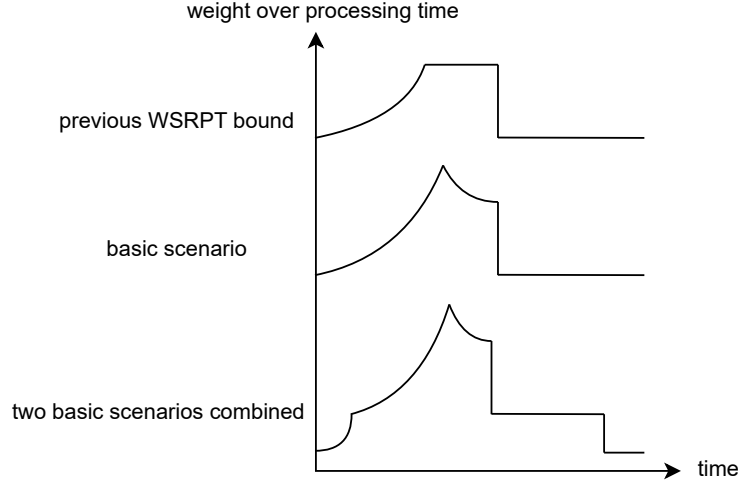 weight over processing time
previous WSRPT bound
basic scenario
two basic scenarios combined
time